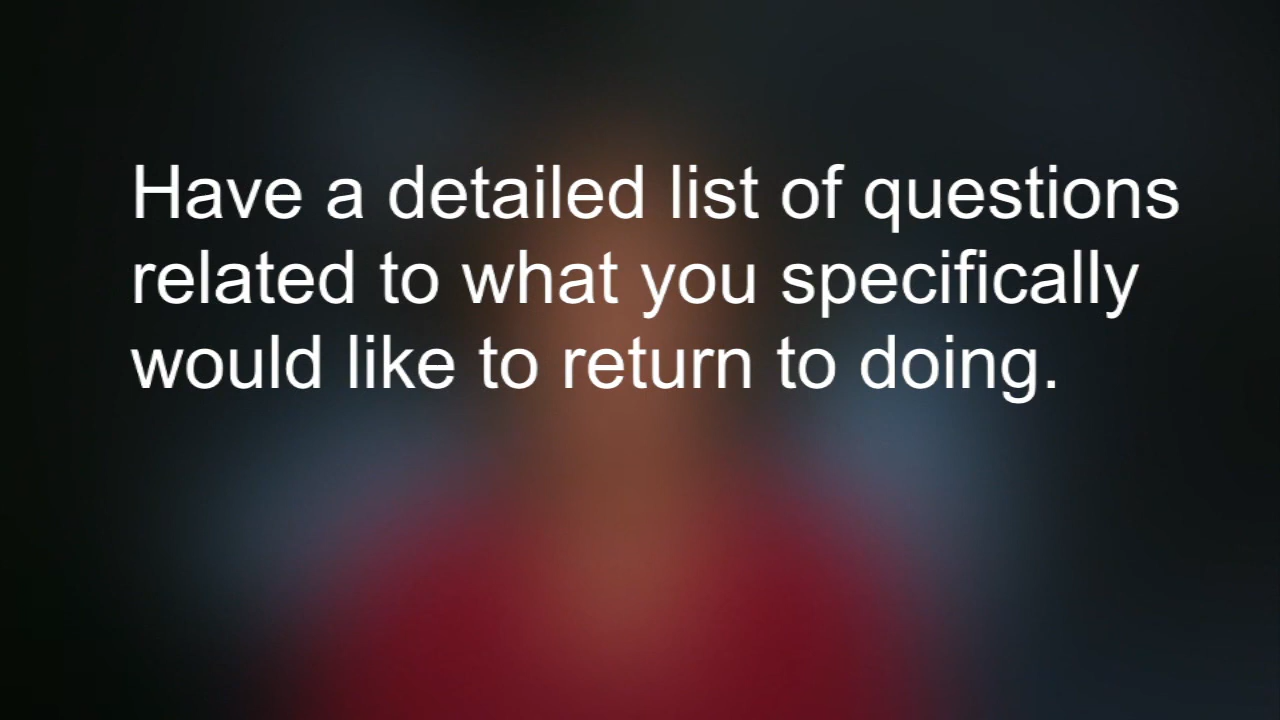 Have a detailed list of questions
related to what you specifically
would like to return to doing.